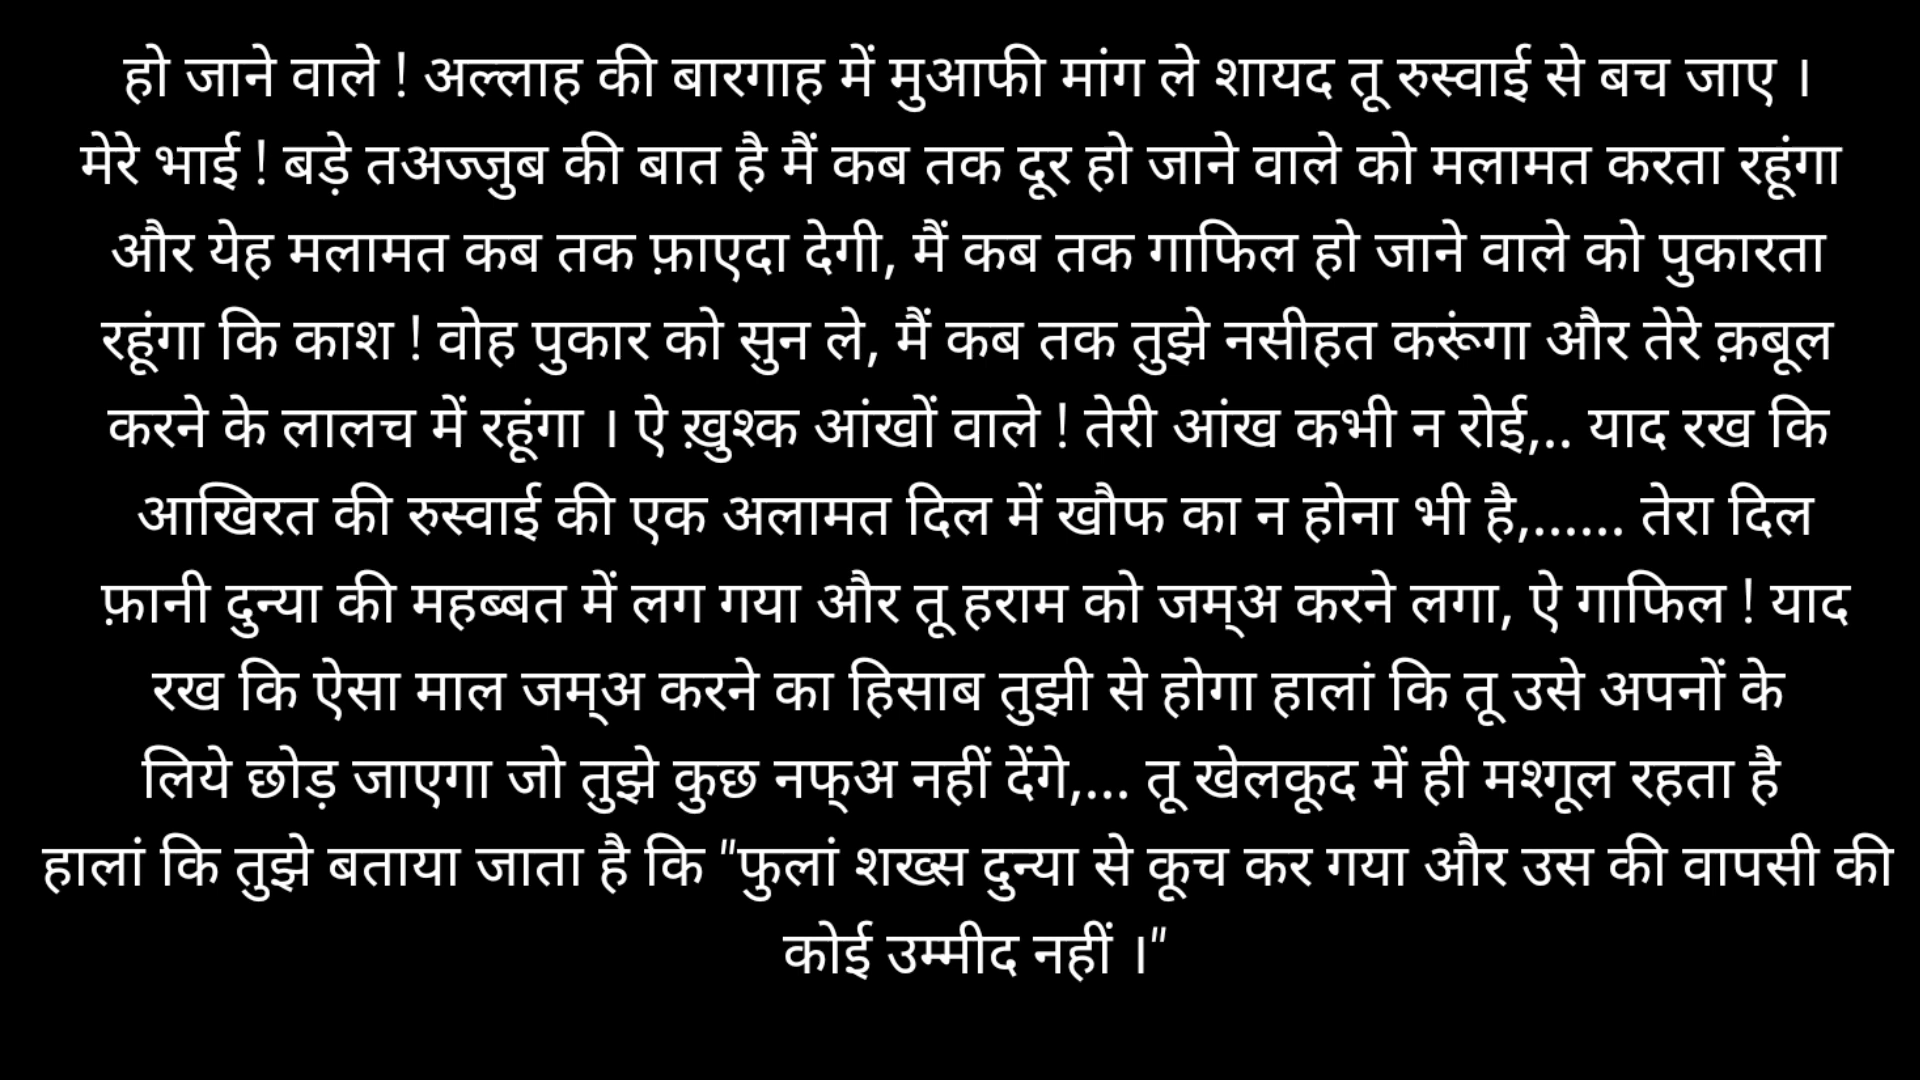 हो जाने वाले ! अल्लाह की बारगाह में मुआफी मांग ले शायद तू रुस्वाई से बच जाए ।
मेरे भाई ! बड़े तअज्जुब की बात है मैं कब तक दूर हो जाने वाले को मलामत करता रहूंगा
और येह मलामत कब तक फ़ाएदा देगी, मैं कब तक गाफिल हो जाने वाले को पुकारता
रहूंगा कि काश ! वोह पुकार को सुन ले, मैं कब तक तुझे नसीहत करूंगा और तेरे क़बूल
करने के लालच में रहूंगा । ऐ ख़ुश्क आंखों वाले ! तेरी आंख कभी न रोई,.. याद रख कि
आखिरत की रुस्वाई की एक अलामत दिल में खौफ का न होना भी है,...... तेरा दिल
फ़ानी दुन्या की महब्बत में लग गया और तू हराम को जम्अ करने लगा, ऐ गाफिल ! याद
रख कि ऐसा माल जम्अ करने का हिसाब तुझी से होगा हालां कि तू उसे अपनों के
लिये छोड़ जाएगा जो तुझे कुछ नफ्अ नहीं देंगे,... तू खेलकूद में ही मश्गूल रहता है
हालां कि तुझे बताया जाता है कि "फुलां शख्स दुन्या से कूच कर गया और उस की वापसी की
कोई उम्मीद नहीं ।"